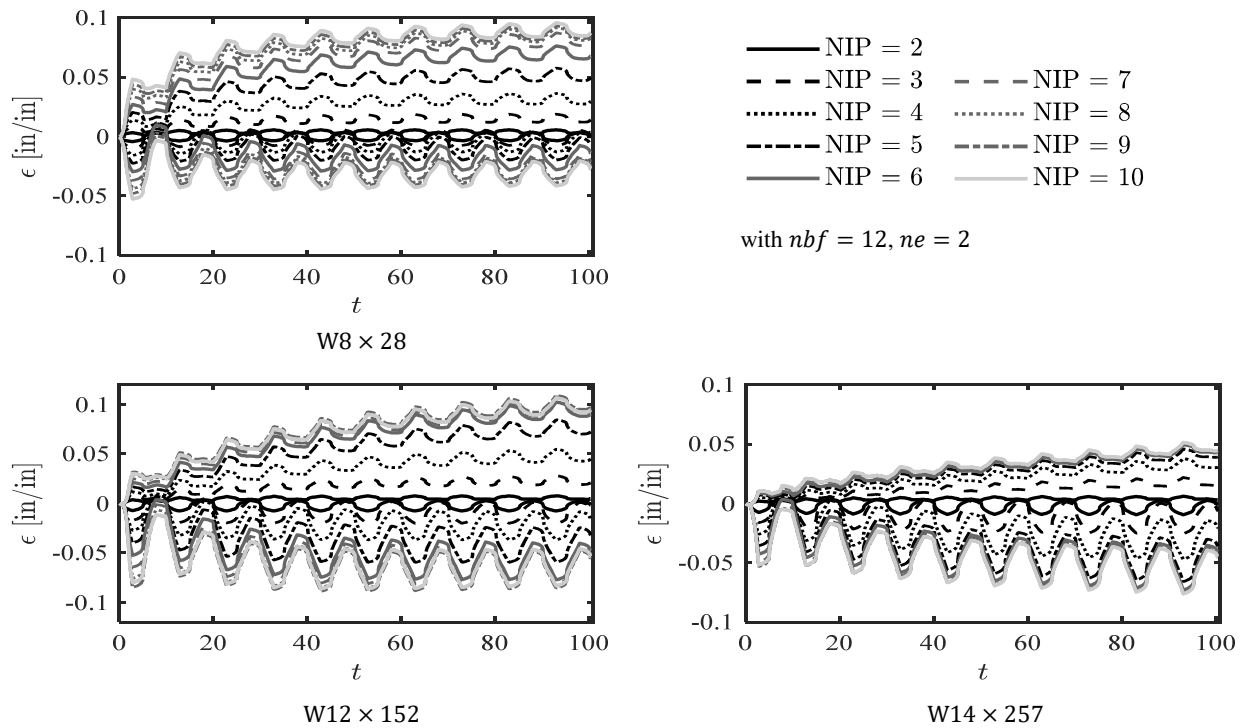 0.1
0.05
0
-0.05
-0.1
ϵ [in/in]
0 20 40 60 80 100
t
W8 × 28
NIP = 2
NIP = 3 NIP = 7
NIP = 4 NIP = 8
NIP = 5 NIP = 9
NIP = 6 NIP = 10
with nbf = 12, ne = 2
0.1
0.05
0
-0.05
-0.1
ϵ [in/in]
0 20 40 60 80 100
t
W12 × 152
0.1
0.05
0
-0.05
-0.1
ϵ [in/in]
0 20 40 60 80 100
t
W14 × 257